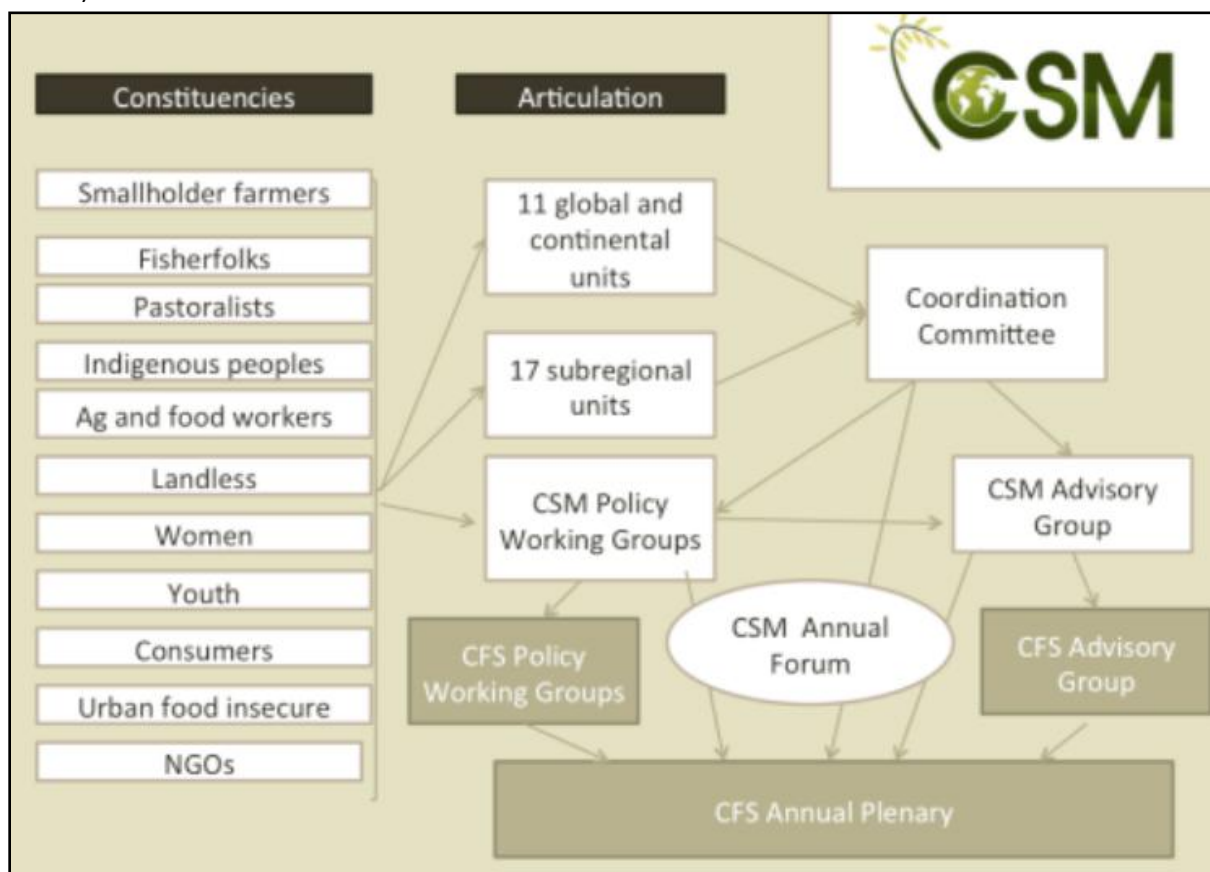 Constituencies
Articulation
CSM
Smallholder farmers
Fisherfolks
Pastoralists
Indigenous peoples
Ag and food workers
Landless
Women
Youth
Consumers
Urban food insecure
NGOs
11 global and
continental
units
17 subregional
units
CSM Policy
Working Groups
Coordination
Committee
CSM Advisory
Group
CFS Policy
Working Groups
CSM Annual
Forum
CFS Advisory
Group
CFS Annual Plenary